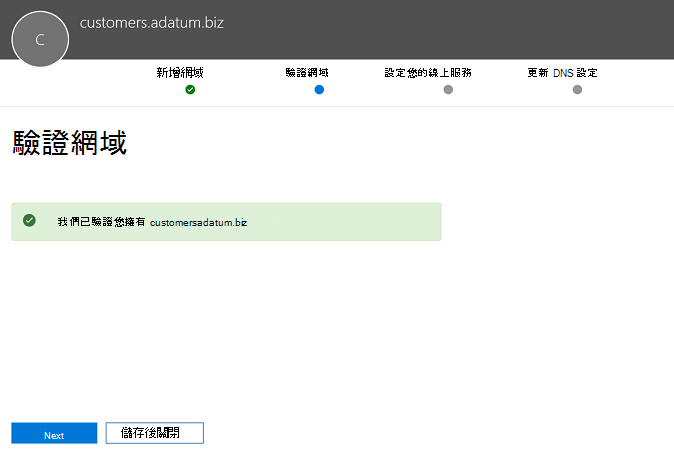 customers.adatum.biz
C
新增網域
驗證網域
設定您的線上服務
更新 DNS 設定
驗證網域
我們已驗證您擁有 customersadatum.biz
Next
儲存後關閉